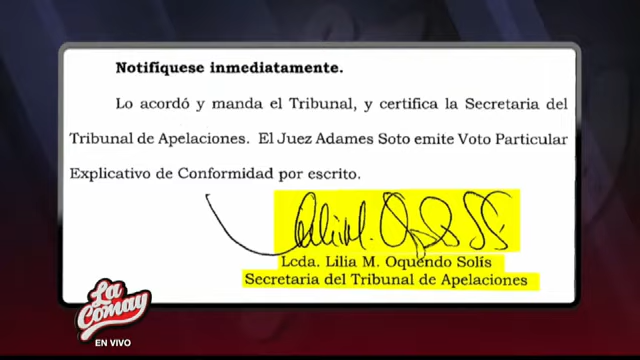 Notifíquese inmediatamente.
Lo acordó y manda el Tribunal, y certifica la Secretaria del
Tribunal de Apelaciones. El Juez Adames Soto emite Voto Particular
Explicativo de Conformidad por escrito.
Lcda. Lilia M. Oquendo Solís
Secretaria del Tribunal de Apelaciones
La
Comay
EN VIVO